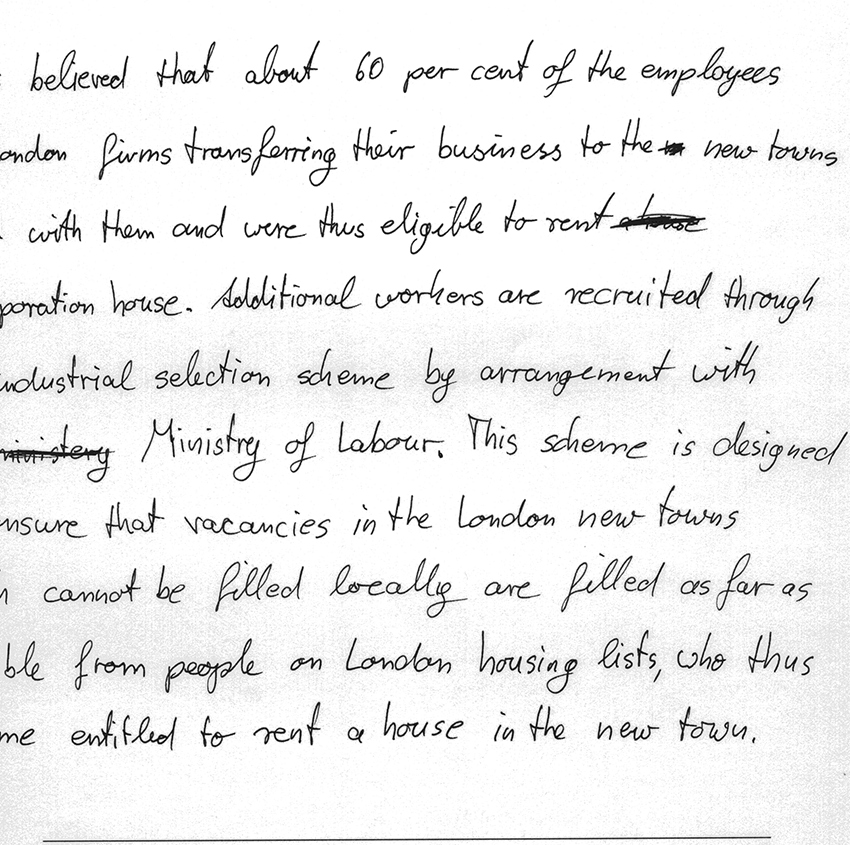 believed that about 60 per cent of the employees
ondon firms transferring their business to the new towns
with them and were thus eligible to rent
poration house. Additional workers are recruited through
ndustrial selection scheme by arrangement with
Ministry of Labour. This scheme is designed
nsure that vacancies in the London new towns
cannot be filled locally are filled as far as
ble from people on London housing lists, who thus
me entitled to rent a house in the new town.